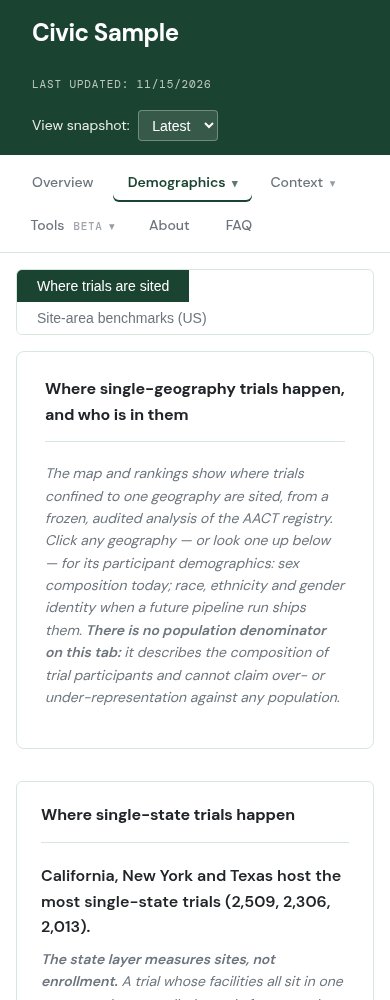 Civic Sample
LAST UPDATED: 11/15/2026
View snapshot: Latest
Overview Demographics ▾ Context ▾
Tools BETA ▾ About FAQ
Where trials are sited
Site-area benchmarks (US)
Where single-geography trials happen,
and who is in them
The map and rankings show where trials
confined to one geography are sited, from a
frozen, audited analysis of the AACT registry.
Click any geography — or look one up below
— for its participant demographics: sex
composition today; race, ethnicity and gender
identity when a future pipeline run ships
them. There is no population denominator
on this tab: it describes the composition of
trial participants and cannot claim over- or
under-representation against any population.
Where single-state trials happen
California, New York and Texas host the
most single-state trials (2,509, 2,306,
2,013).
The state layer measures sites, not
enrollment. A trial whose facilities all sit in one